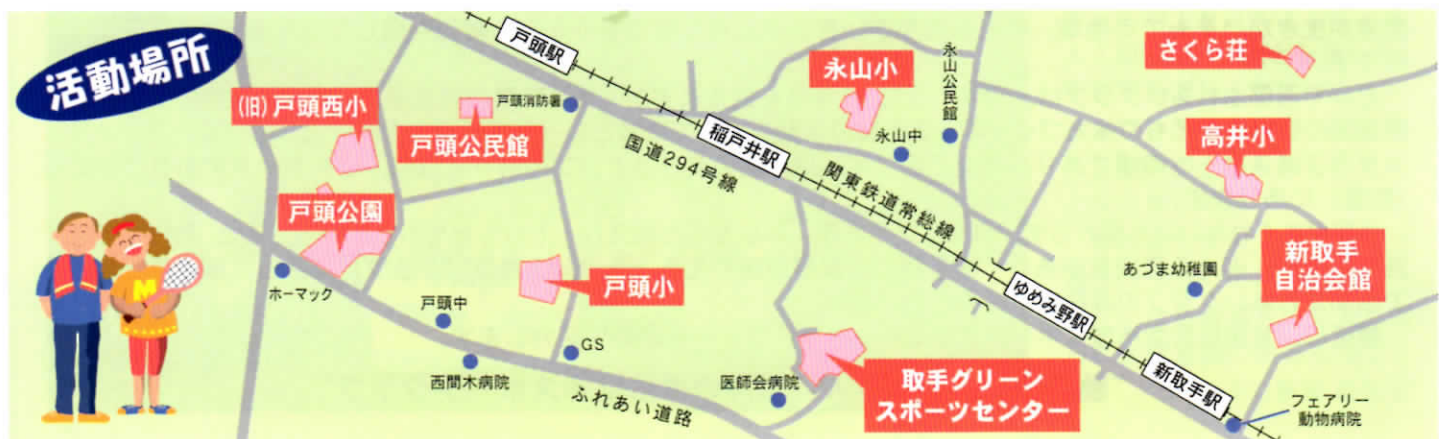 活動場所
戸頭駅
(旧)戸頭西小
戸頭消防署
戸頭公民館
永山小
永山公民館
さくら荘
稲戸井駅
永山中
高井小
国道294号線
関東鉄道常総線
戸頭公園
新取手
自治会館
あづま幼稚園
ホーマック
戸頭小
ゆめみ野駅
戸頭中
GS
西間木病院
ふれあい道路
医師会病院
取手グリーン
スポーツセンター
新取手駅
フェアリー
動物病院
M